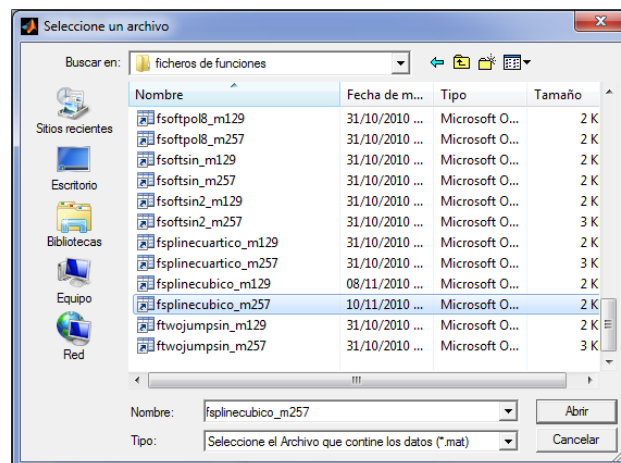 Seleccione un archivo
Buscar en: ficheros de funciones
Nombre Fecha de m... Tipo Tamaño
fsoftpol8_m129 31/10/2010 ... Microsoft O... 2 K
fsoftpol8_m257 31/10/2010 ... Microsoft O... 2 K
fsoftsin_m129 31/10/2010 ... Microsoft O... 2 K
fsoftsin_m257 31/10/2010 ... Microsoft O... 2 K
fsoftsin2_m129 31/10/2010 ... Microsoft O... 2 K
fsoftsin2_m257 31/10/2010 ... Microsoft O... 3 K
fsplinecuartico_m129 31/10/2010 ... Microsoft O... 2 K
fsplinecuartico_m257 31/10/2010 ... Microsoft O... 3 K
fsplinecubico_m129 08/11/2010 ... Microsoft O... 2 K
fsplinecubico_m257 10/11/2010 ... Microsoft O... 2 K
ftwojumpsin_m129 31/10/2010 ... Microsoft O... 2 K
ftwojumpsin_m257 31/10/2010 ... Microsoft O... 3 K
Sitios recientes
Escritorio
Bibliotecas
Equipo
Red
Nombre: fsplinecubico_m257 Abrir
Tipo: Seleccione el Archivo que contine los datos (*.mat) Cancelar